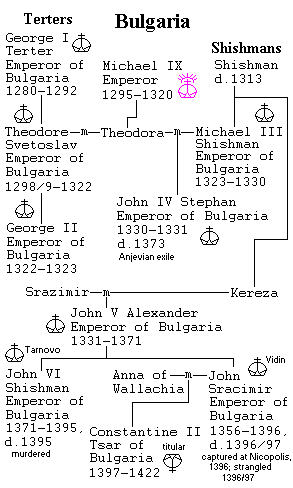 Terters
Bulgaria
George I
Terter
Emperor of
Bulgaria
1280-1292
Michael IX
Emperor
1295-1320
Shishmans
Shishman
d.1313
Theodore
Svetoslav
Emperor of
Bulgaria
1298/9-1322
m
Theodora
m
Michael III
Shishman
Emperor of
Bulgaria
1323-1330
George II
Emperor of
Bulgaria
1322-1323
John IV Stephan
Emperor of Bulgaria
1330-1331
d.1373
Anjevian exile
Srazimir
m
Kereza
John V Alexander
Emperor of Bulgaria
1331-1371
Tarnovo
John VI
Shishman
Emperor of
Bulgaria
1371-1395,
d.1395
murdered
Anna of
Wallachia
m
Vidin
John
Sracimir
Emperor of
Bulgaria
1356-1396,
d.1396/97
captured at Nicopolis,
1396; strangled
1396/97
Constantine II
Tsar of
Bulgaria
1397-1422
titular